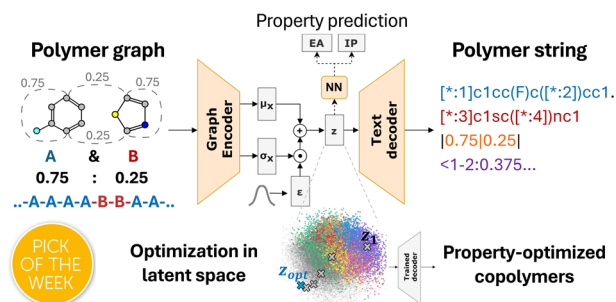 Property prediction
EA
IP
Polymer graph
Polymer string
0.75
0.25
0.75
0.25
NN
Graph
Encoder
μx
σx
+
z
ε
Text
decoder
[*:1]c1cc(F)c([*:2])cc1.
[*:3]c1sc([*:4])nc1
|0.75|0.25|
<1-2:0.375...
A & B
0.75 : 0.25
..-A-A-A-A-B-B-A-A-..
PICK
OF THE
WEEK
Optimization in
latent space
z1
zopt
Trained
decoder
Property-optimized
copolymers